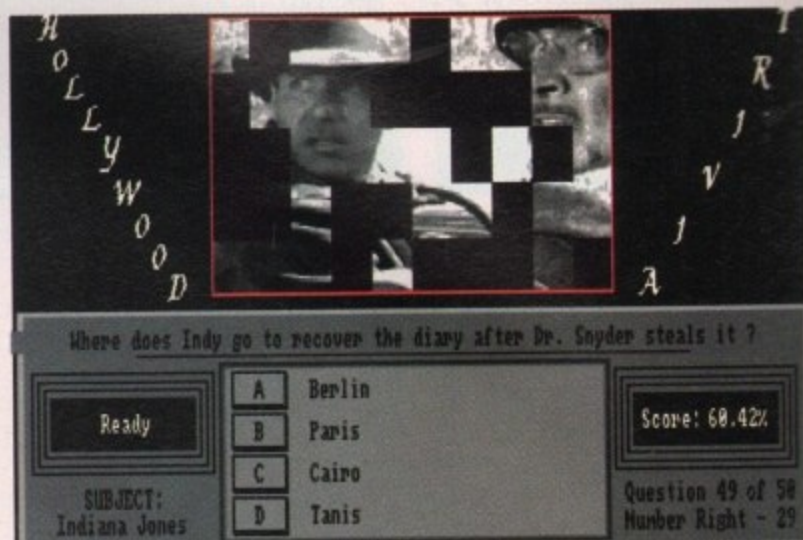 HOLLYWOOD
TRIVIA
Where does Indy go to recover the diary after Dr. Snyder steals it ?
Ready
A Berlin
B Paris
C Cairo
D Tanis
Score: 60.42%
SUBJECT:
Indiana Jones
Question 49 of 50
Number Right - 29